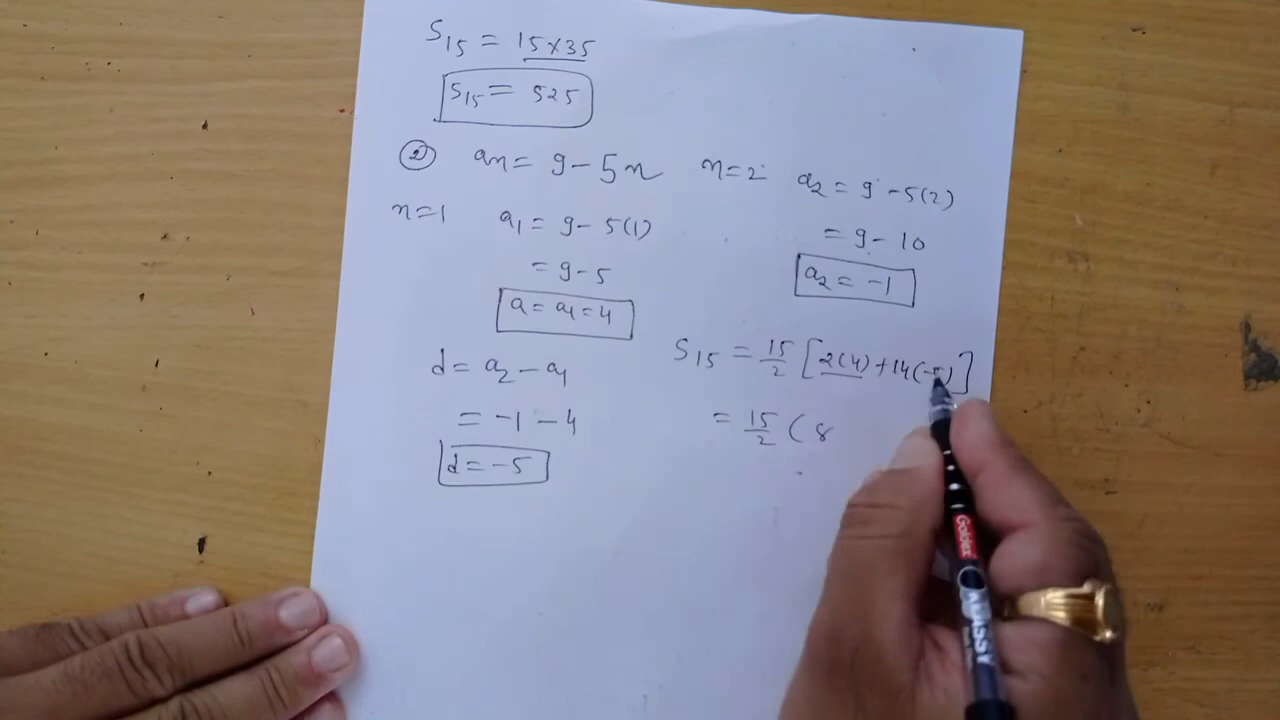 S15 = 15×35
S15 = 525
② an = 9 - 5n
n=1 a1 = 9 - 5(1)
= 9 - 5
a = a1 = 4
d = a2 - a1
= -1 - 4
d = -5
n=2 a2 = 9 - 5(2)
= 9 - 10
a2 = -1
S15 = 15/2 [2(4) + 14(-5)]
= 15/2 (8
Goldex
KLASSY